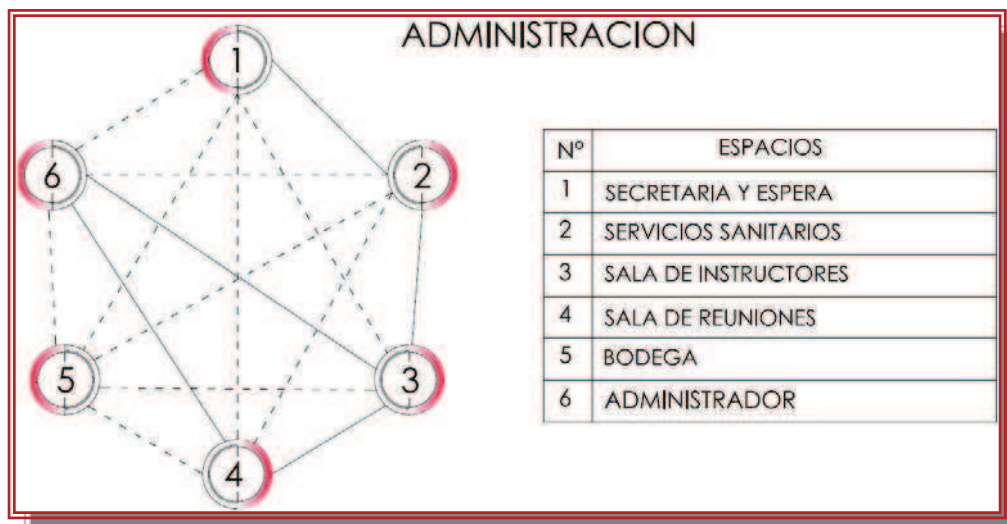 ADMINISTRACION
1
6
2
5
3
4
Nº ESPACIOS
1 SECRETARIA Y ESPERA
2 SERVICIOS SANITARIOS
3 SALA DE INSTRUCTORES
4 SALA DE REUNIONES
5 BODEGA
6 ADMINISTRADOR